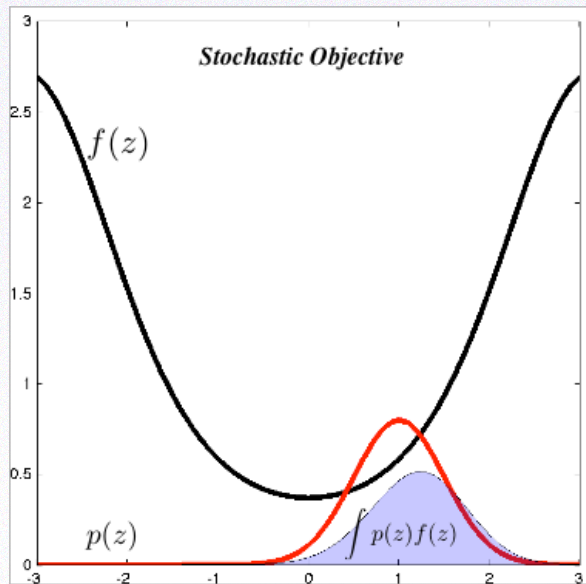 Stochastic Objective
3
2.5
f(z)
2
1.5
1
0.5
p(z)
∫ p(z)f(z)
0
-3 -2 -1 0 1 2 3